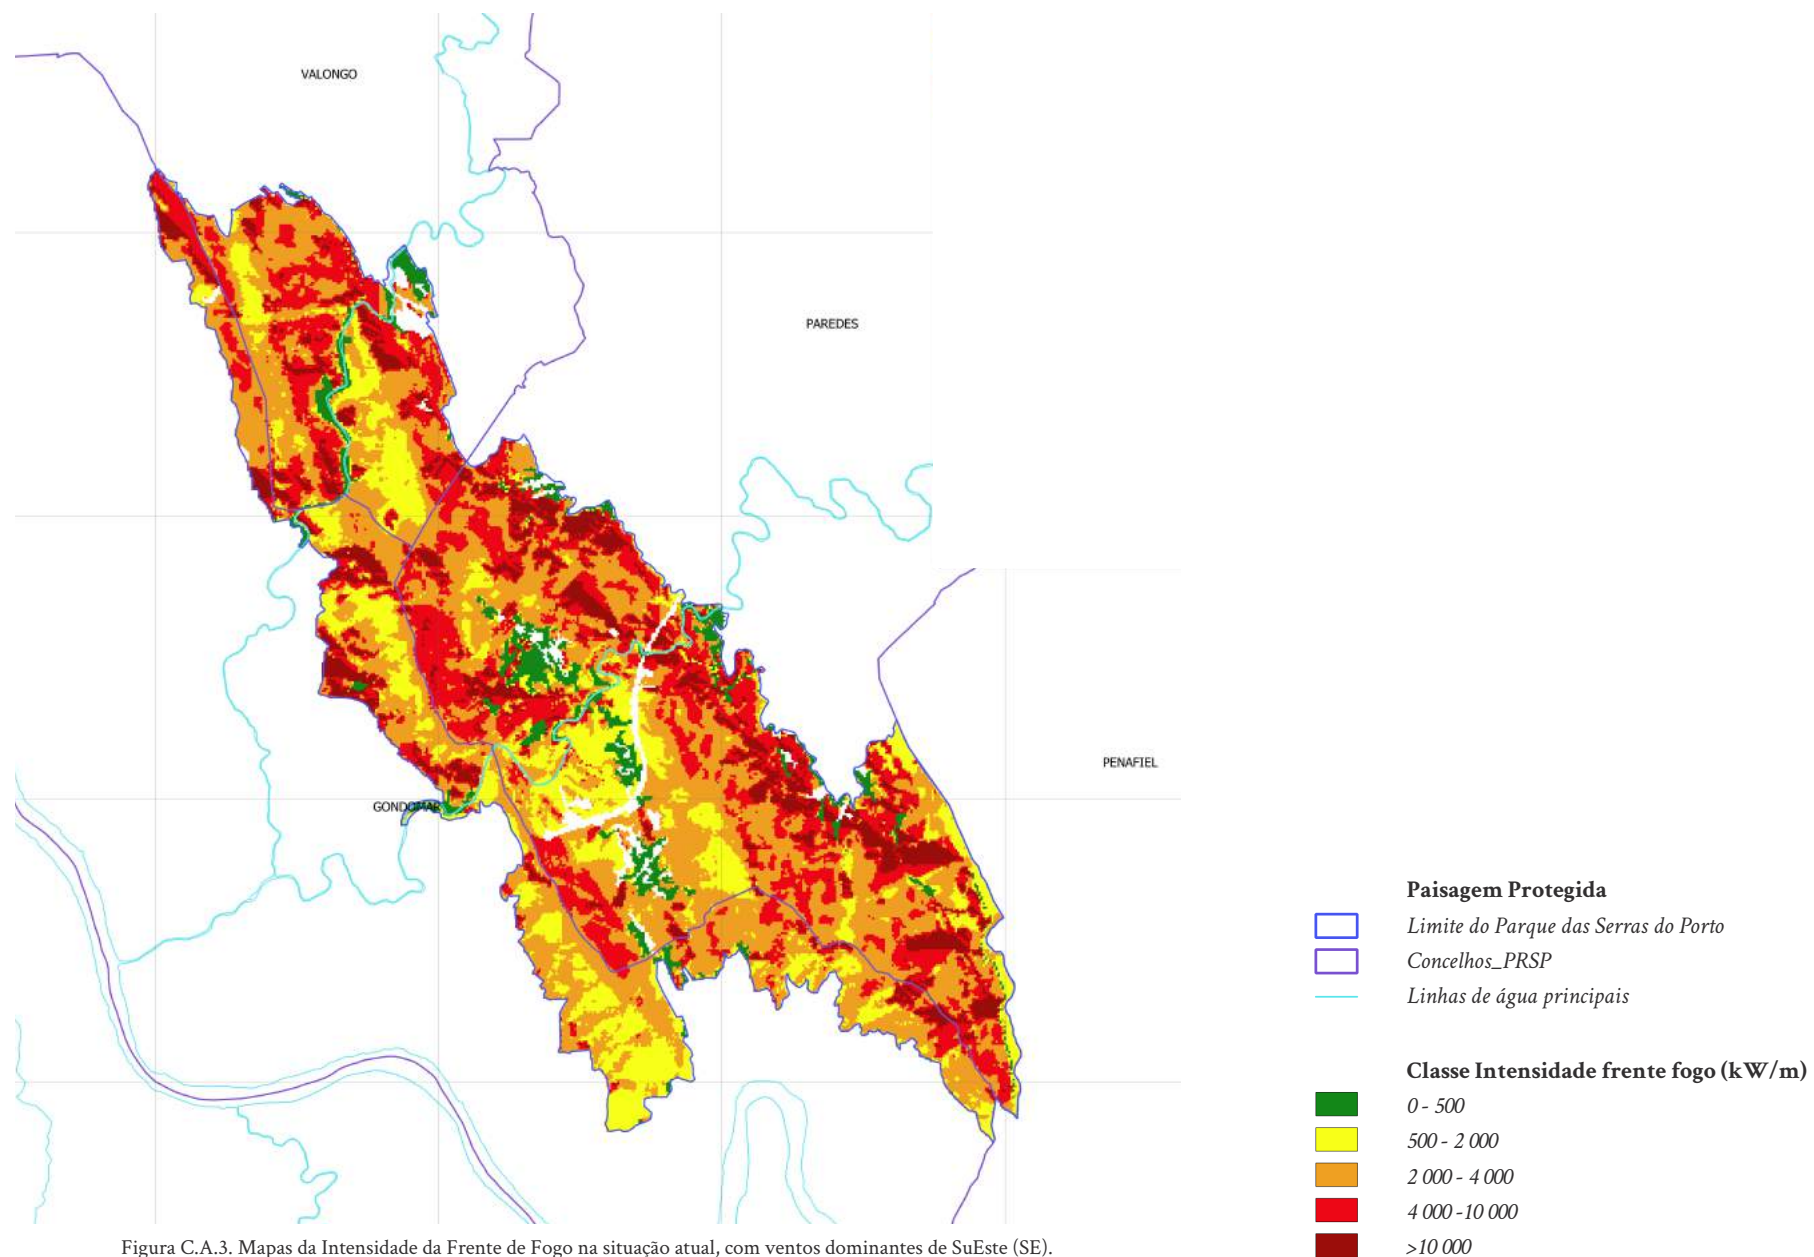 VALONGO
PAREDES
PENAFIEL
GONDOMAR
Paisagem Protegida
Limite do Parque das Serras do Porto
Concelhos_PRSP
Linhas de água principais
Classe Intensidade frente fogo (kW/m)
0 - 500
500 - 2 000
2 000 - 4 000
4 000 -10 000
>10 000
Figura C.A.3. Mapas da Intensidade da Frente de Fogo na situação atual, com ventos dominantes de SuEste (SE).